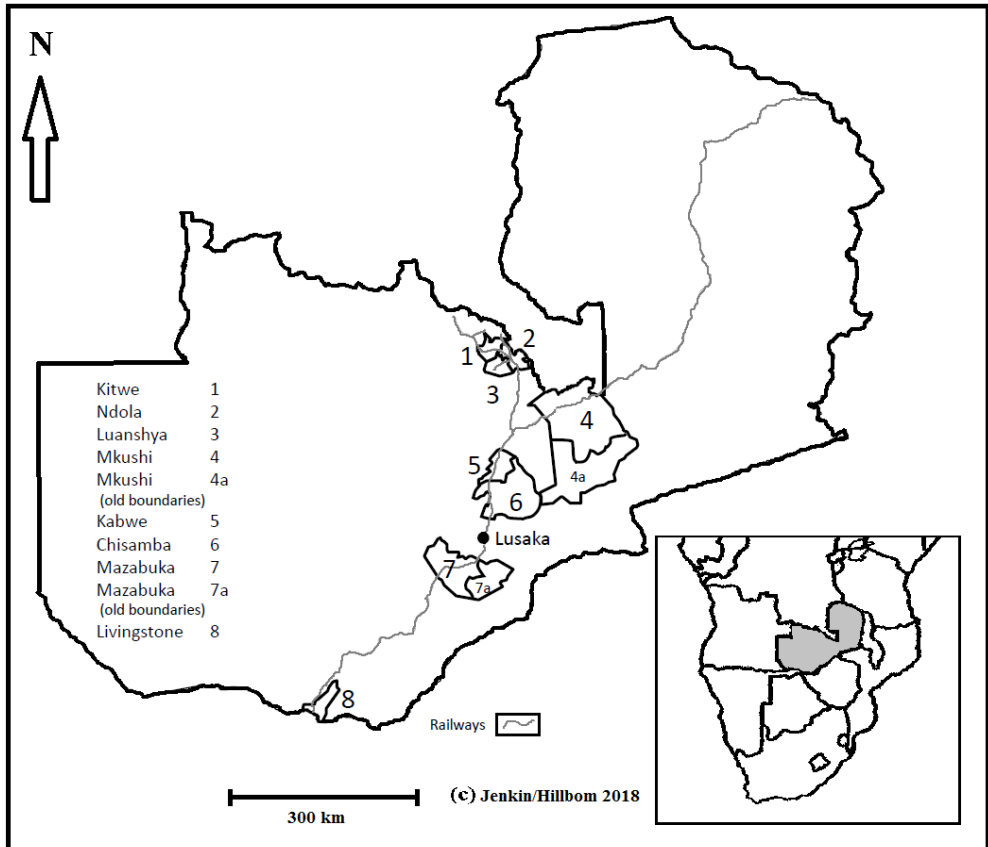 N
1
2
3
4
4a
5
6
Lusaka
7
7a
8
Kitwe 1
Ndola 2
Luanshya 3
Mkushi 4
Mkushi 4a
(old boundaries)
Kabwe 5
Chisamba 6
Mazabuka 7
Mazabuka 7a
(old boundaries)
Livingstone 8
Railways
300 km
(c) Jenkin/Hillbom 2018